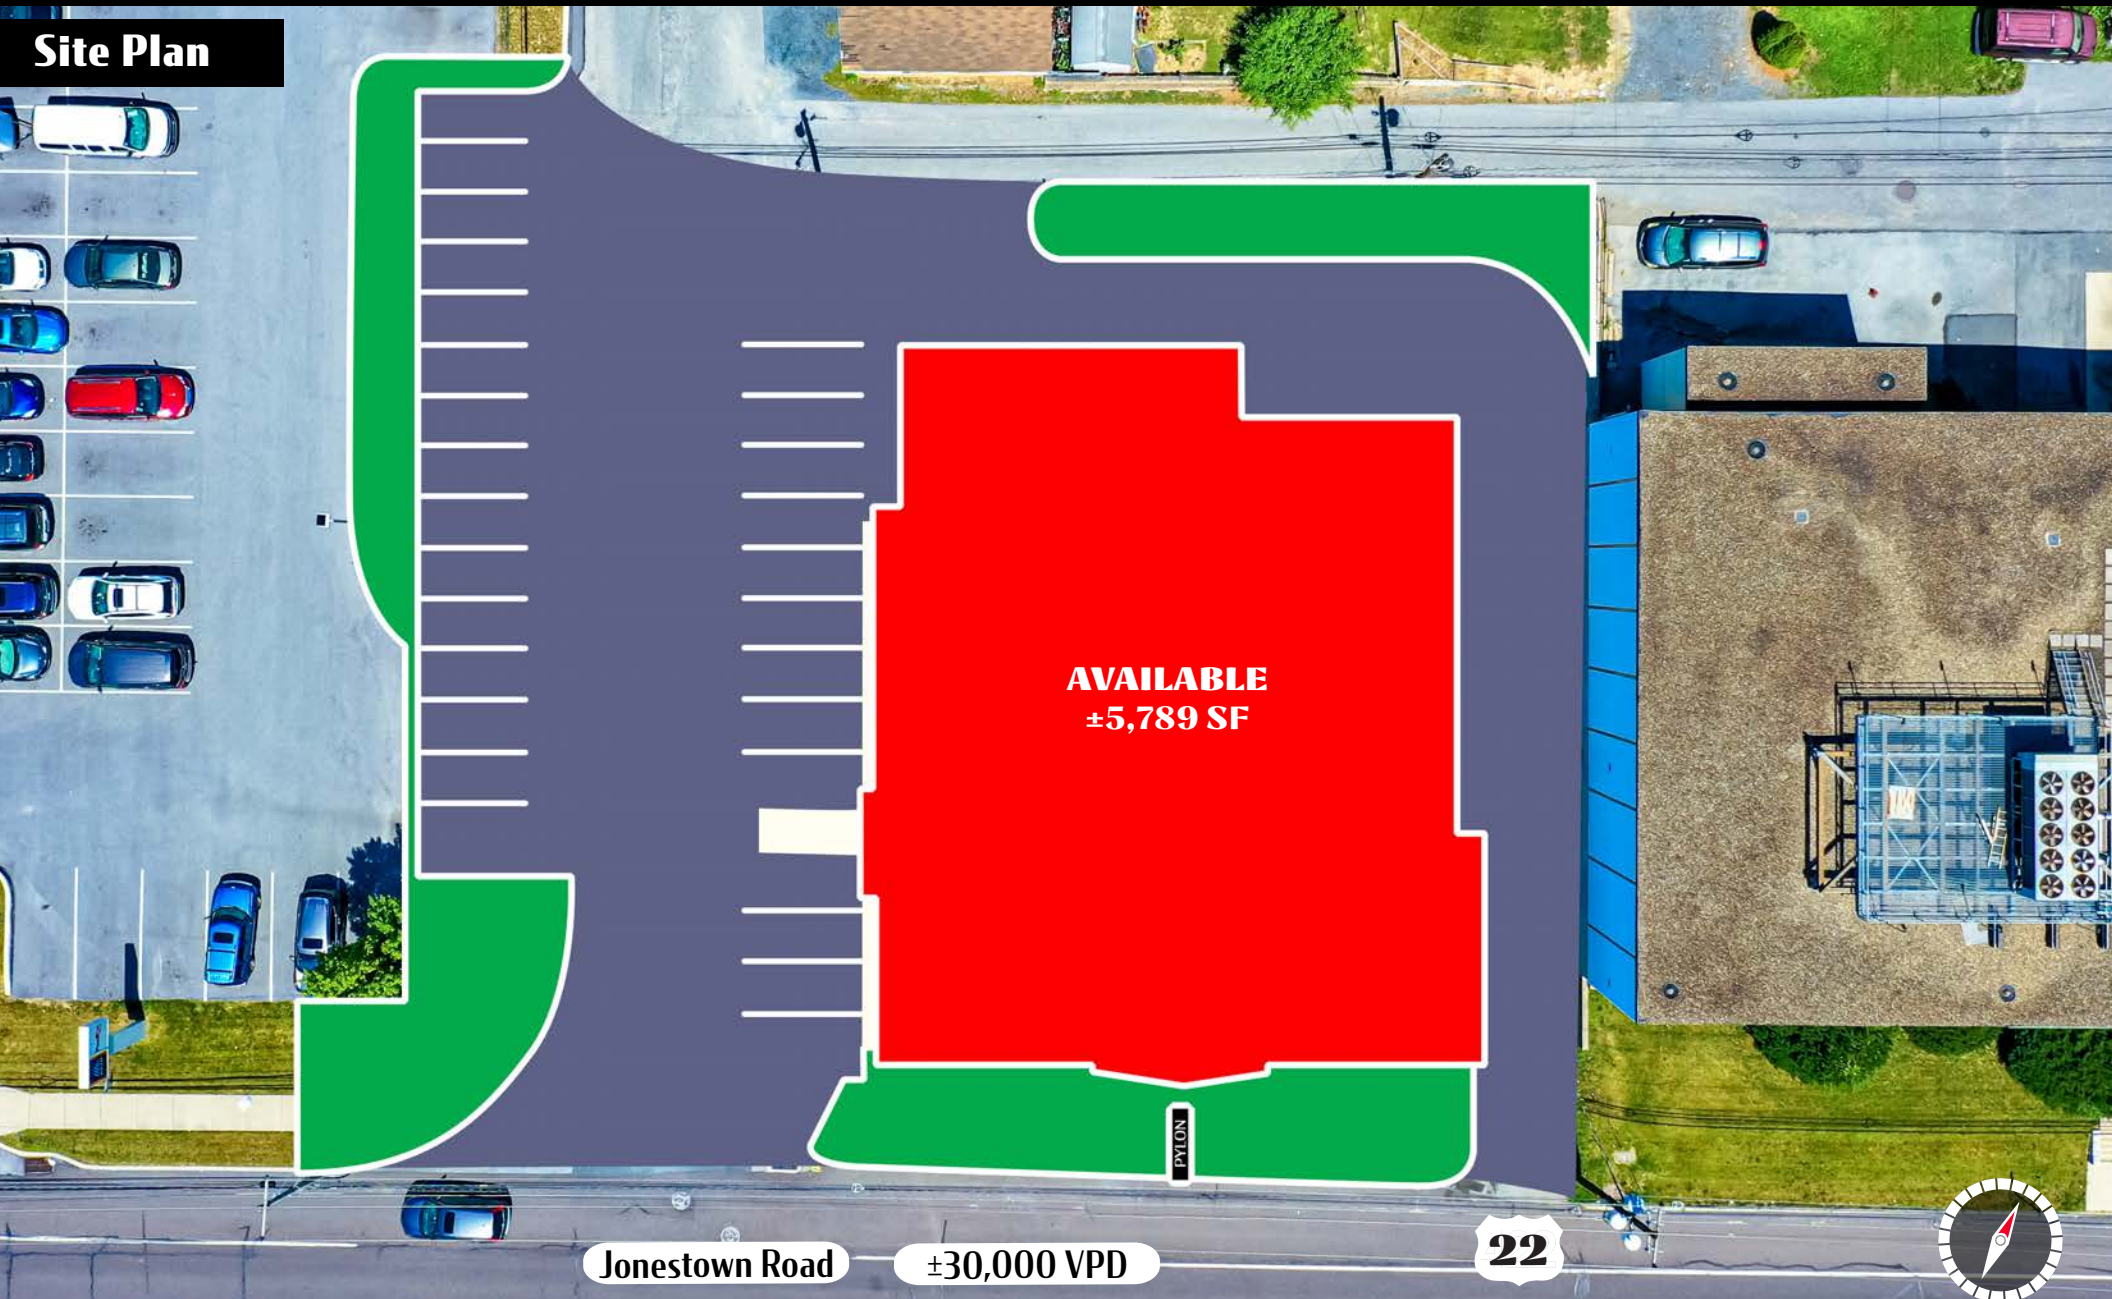 Site Plan
AVAILABLE
±5,789 SF
PYLON
Jonestown Road
±30,000 VPD
22